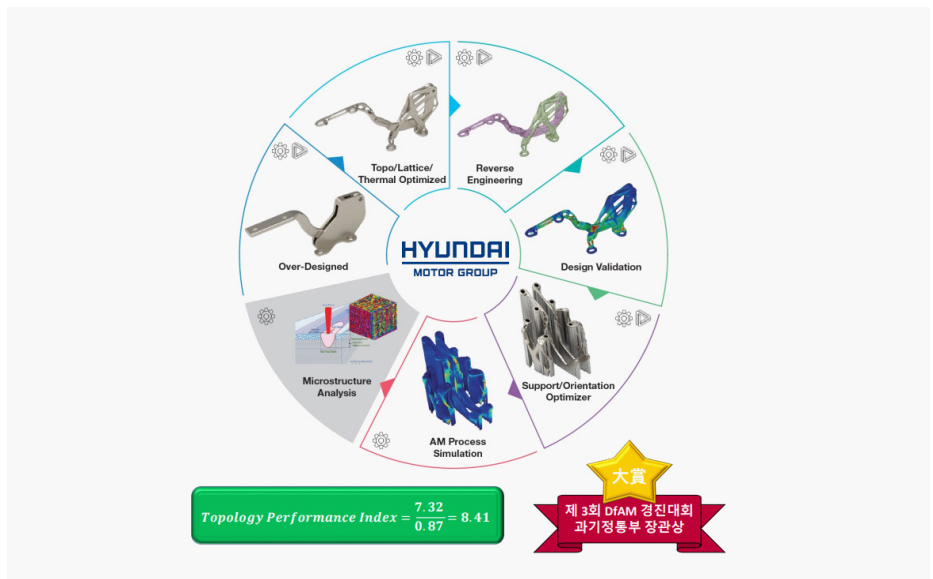 Topo/Lattice/
Thermal Optimized
Reverse
Engineering
Over-Designed
HYUNDAI
MOTOR GROUP
Design Validation
Microstructure
Analysis
Support/Orientation
Optimizer
AM Process
Simulation
Topology Performance Index = 7.32/0.87 = 8.41
大賞
제 3회 DfAM 경진대회
과기정통부 장관상